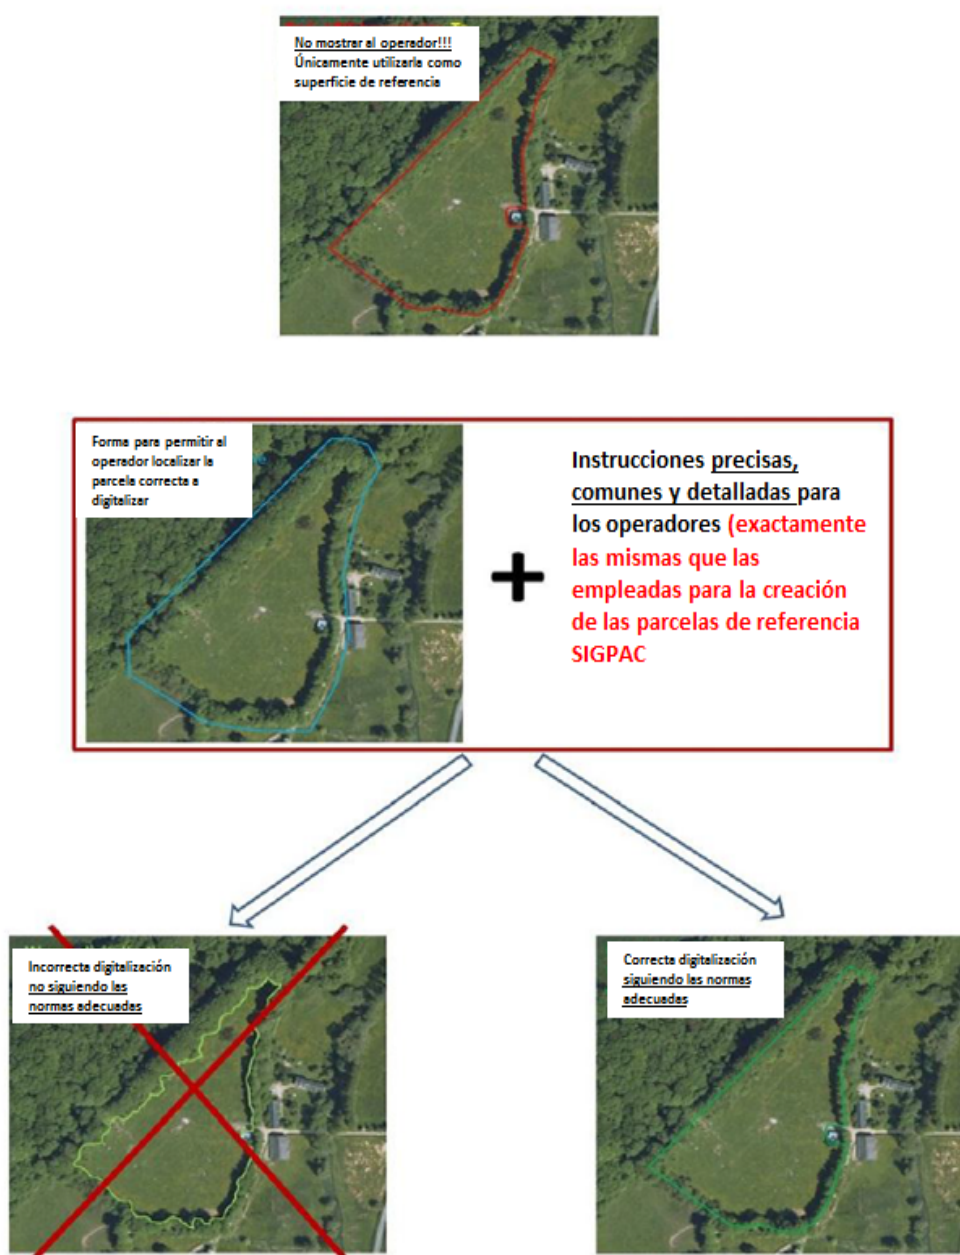 No mostrar al operador!!!
Únicamente utilizarla como
superficie de referencia
Forma para permitir al
operador localizar la
parcela correcta a
digitalizar
Instrucciones precisas,
comunes y detalladas para
los operadores (exactamente
las mismas que las
empleadas para la creación
de las parcelas de referencia
SIGPAC
Incorrecta digitalización
no siguiendo las
normas adecuadas
Correcta digitalización
siguiendo las normas
adecuadas